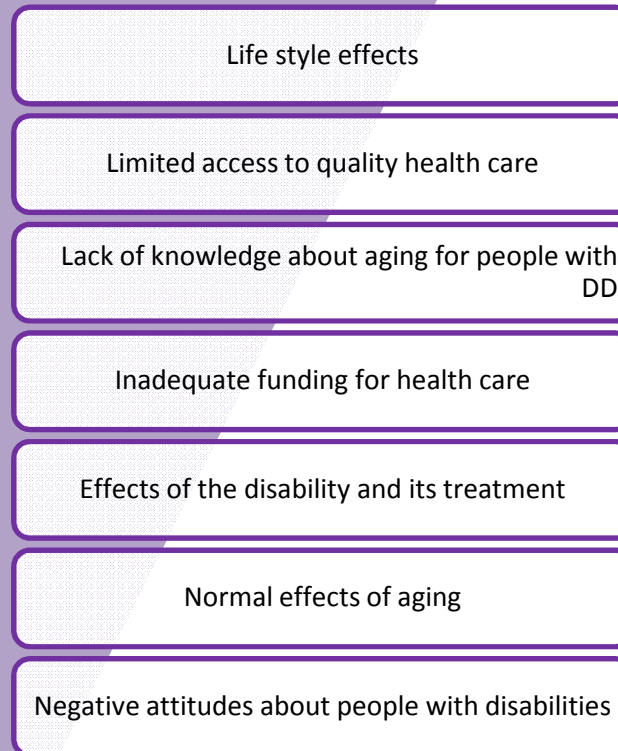 Life style effects
Limited access to quality health care
Lack of knowledge about aging for people with
DD
Inadequate funding for health care
Effects of the disability and its treatment
Normal effects of aging
Negative attitudes about people with disabilities